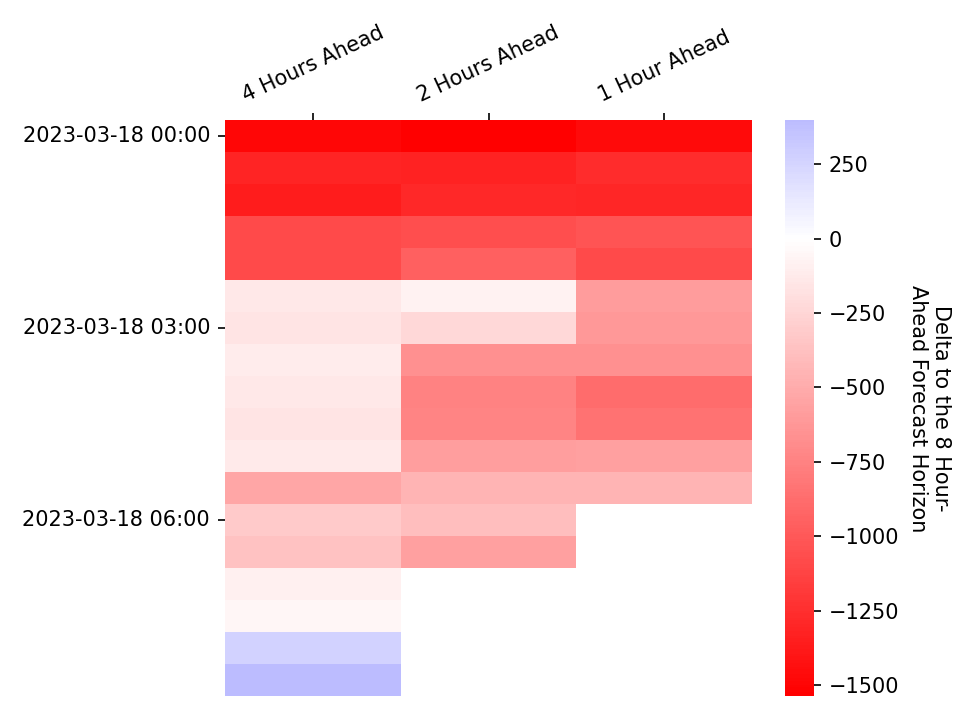 4 Hours Ahead
2 Hours Ahead
1 Hour Ahead
2023-03-18 00:00
2023-03-18 03:00
2023-03-18 06:00
250
0
−250
−500
−750
−1000
−1250
−1500
Delta to the 8 Hour-
Ahead Forecast Horizon